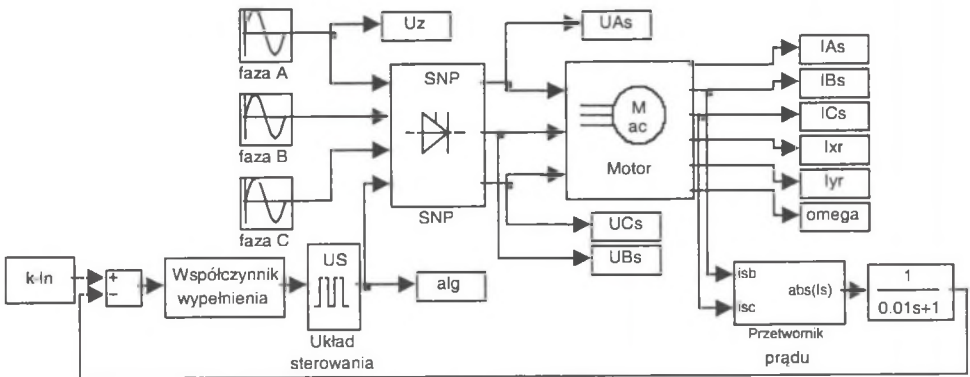 faza A
Uz
UAs
SNP
SNP
M
ac
Motor
IAs
IBs
ICs
Ixr
Iyr
omega
faza B
faza C
UCs
UBs
k-In
+
−
Współczynnik
wypełnienia
US
Układ
sterowania
alg
isb
isc
abs(Is)
Przetwornik
prądu
1
0.01s+1